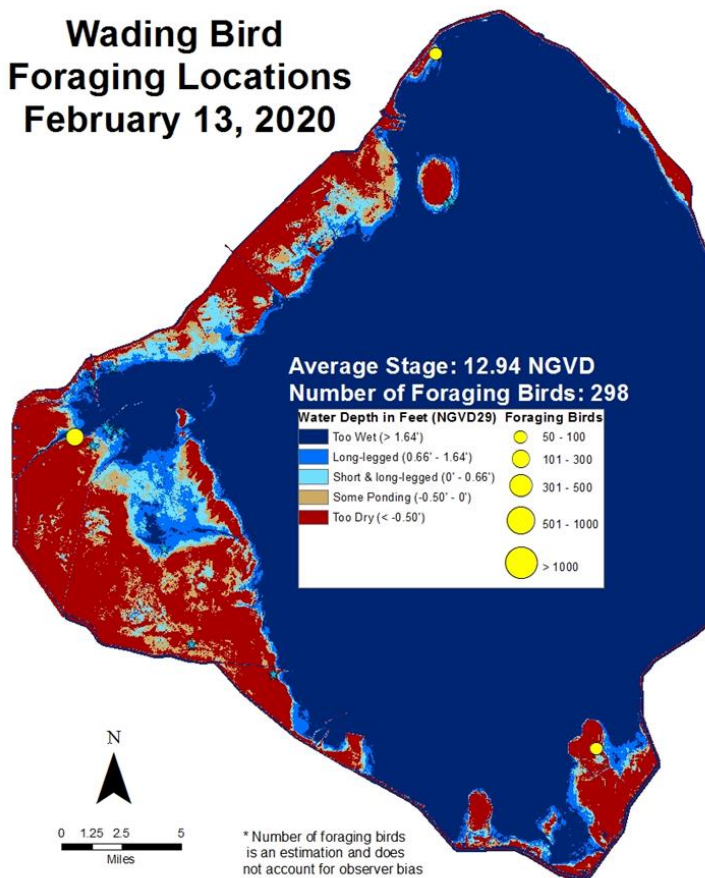 Wading Bird
Foraging Locations
February 13, 2020
Average Stage: 12.94 NGVD
Number of Foraging Birds: 298
Water Depth in Feet (NGVD29)
Too Wet (> 1.64')
Long-legged (0.66' - 1.64')
Short & long-legged (0' - 0.66')
Some Ponding (-0.50' - 0')
Too Dry (< -0.50')
Foraging Birds
50 - 100
101 - 300
301 - 500
501 - 1000
> 1000
N
0 1.25 2.5 5
Miles
* Number of foraging birds
is an estimation and does
not account for observer bias